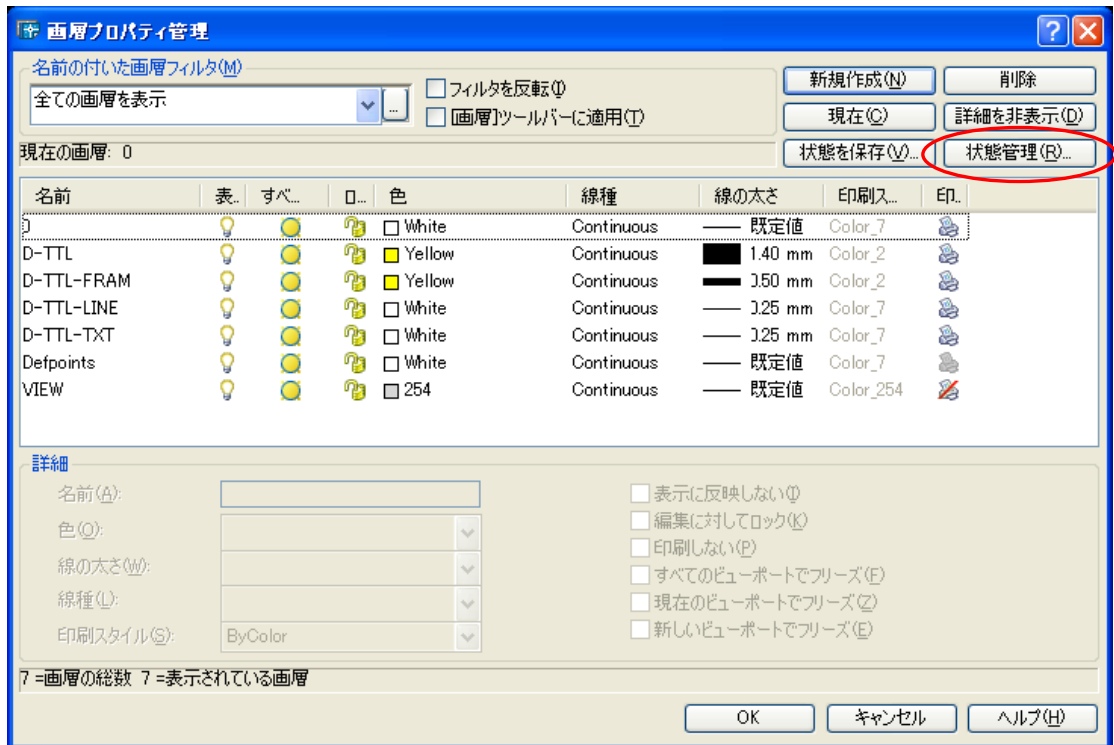 画層プロパティ管理
名前の付いた画層フィルタ(M)
全ての画層を表示
...
フィルタを反転(I)
[画層]ツールバーに適用(T)
新規作成(N) 削除
現在(C) 詳細を非表示(D)
現在の画層: 0
状態を保存(V)... 状態管理(R)...
名前 表.. すべ... ロ... 色 線種 線の太さ 印刷ス... 印..
0 White Continuous 既定値 Color_7
D-TTL Yellow Continuous 1.40 mm Color_2
D-TTL-FRAM Yellow Continuous 0.50 mm Color_2
D-TTL-LINE White Continuous 0.25 mm Color_7
D-TTL-TXT White Continuous 0.25 mm Color_7
Defpoints White Continuous 既定値 Color_7
VIEW 254 Continuous 既定値 Color_254
詳細
名前(A):
色(O):
線の太さ(W):
線種(L):
印刷スタイル(S): ByColor
表示に反映しない(I)
編集に対してロック(K)
印刷しない(P)
すべてのビューポートでフリーズ(F)
現在のビューポートでフリーズ(Z)
新しいビューポートでフリーズ(E)
7 =画層の総数 7 =表示されている画層
OK キャンセル ヘルプ(H)